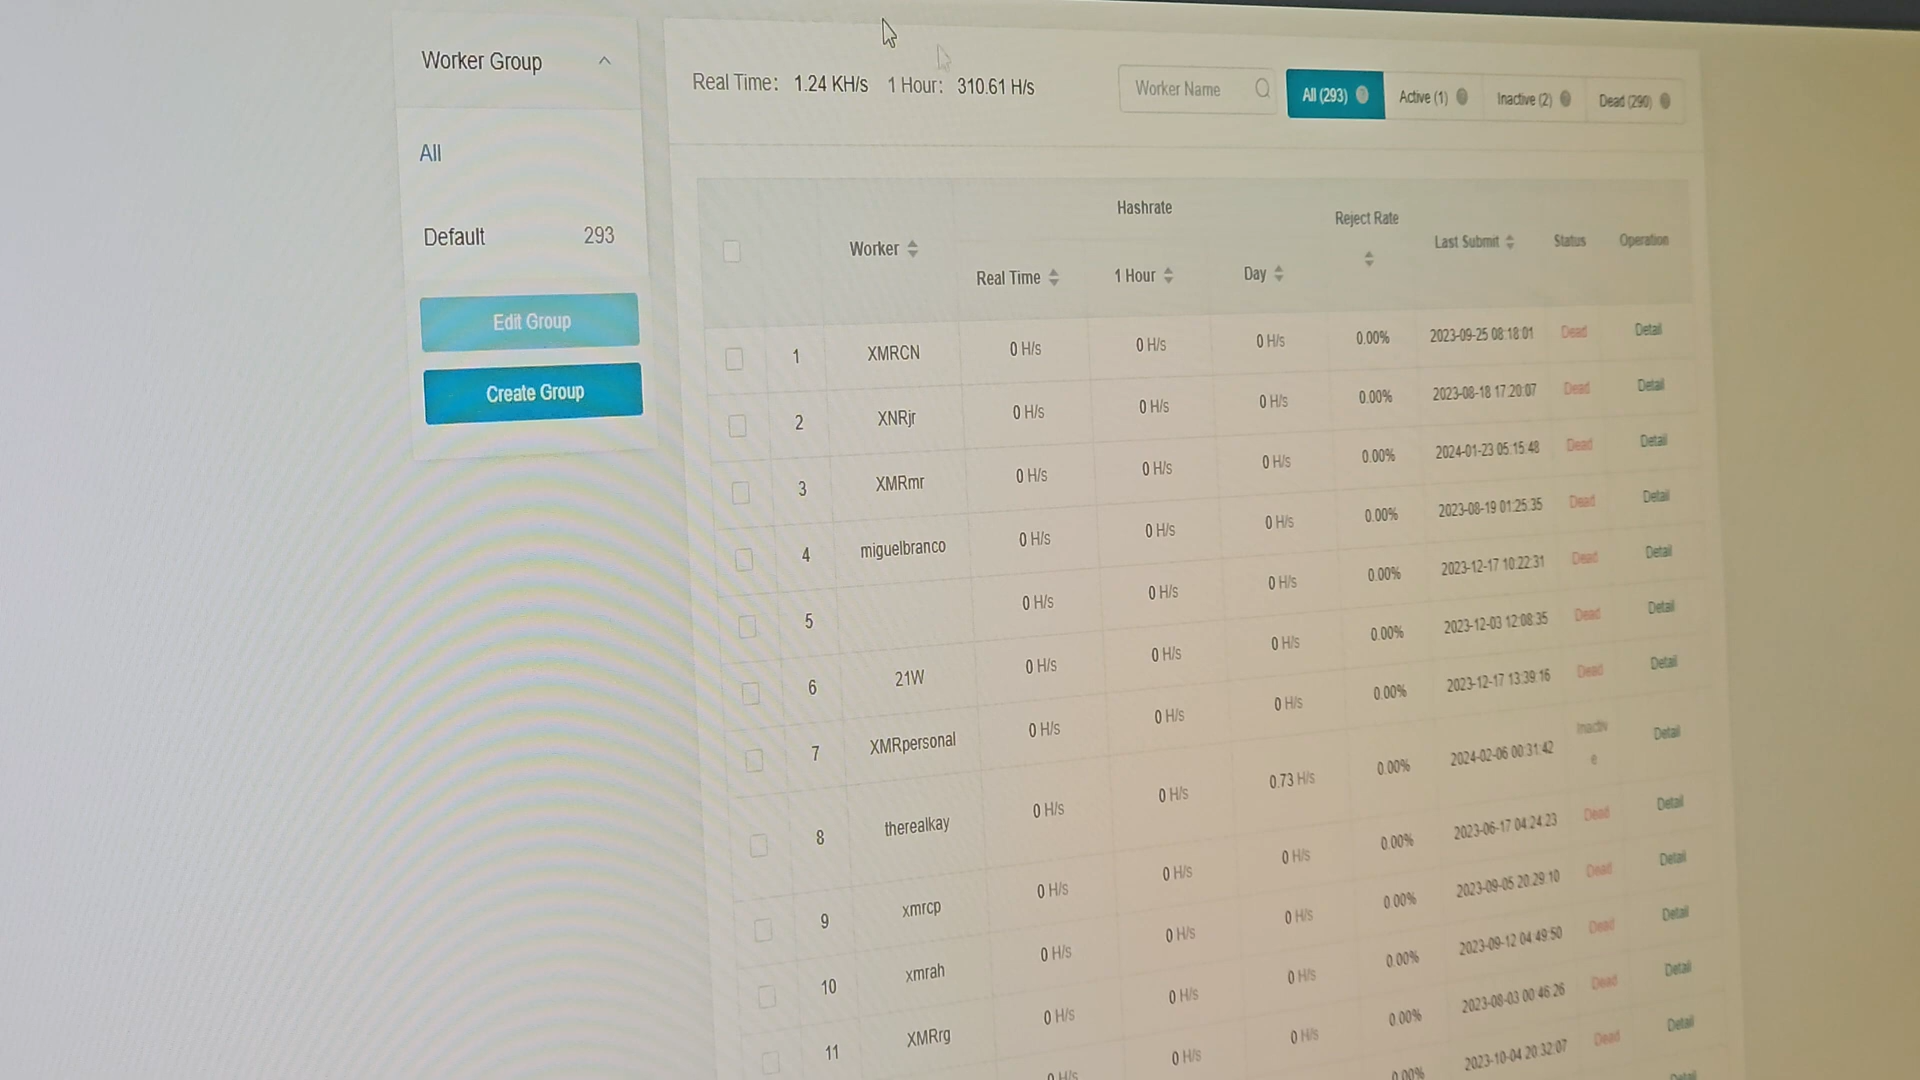 Worker Group
All
Default 293
Edit Group
Create Group
Real Time: 1.24 KH/s 1 Hour: 310.61 H/s Worker Name All (293) Active (1) Inactive (2) Dead (290)
Hashrate
Worker Real Time 1 Hour Day Reject Rate Last Submit Status Operation
1 XMRCN 0 H/s 0 H/s 0 H/s 0.00% 2023-09-25 08:18:01 Dead Detail
2 XNRjr 0 H/s 0 H/s 0 H/s 0.00% 2023-08-18 17:20:07 Dead Detail
3 XMRmr 0 H/s 0 H/s 0 H/s 0.00% 2024-01-23 05:15:48 Dead Detail
4 miguelbranco 0 H/s 0 H/s 0 H/s 0.00% 2023-08-19 01:25:35 Dead Detail
5 0 H/s 0 H/s 0 H/s 0.00% 2023-12-17 10:22:31 Dead Detail
6 21W 0 H/s 0 H/s 0 H/s 0.00% 2023-12-03 12:08:35 Dead Detail
7 XMRpersonal 0 H/s 0 H/s 0 H/s 0.00% 2023-12-17 13:39:16 Dead Detail
8 therealkay 0 H/s 0 H/s 0.73 H/s 0.00% 2024-02-06 00:31:42 Inactive Detail
9 xmrcp 0 H/s 0 H/s 0 H/s 0.00% 2023-06-17 04:24:23 Dead Detail
10 xmrah 0 H/s 0 H/s 0 H/s 0.00% 2023-09-05 20:29:10 Dead Detail
11 XMRrg 0 H/s 0 H/s 0 H/s 0.00% 2023-09-12 04:49:50 Dead Detail
0 H/s 0 H/s 0 H/s 0.00% 2023-08-03 00:46:26 Dead Detail
0.00% 2023-10-04 20:32:07 Dead Detail
Detail